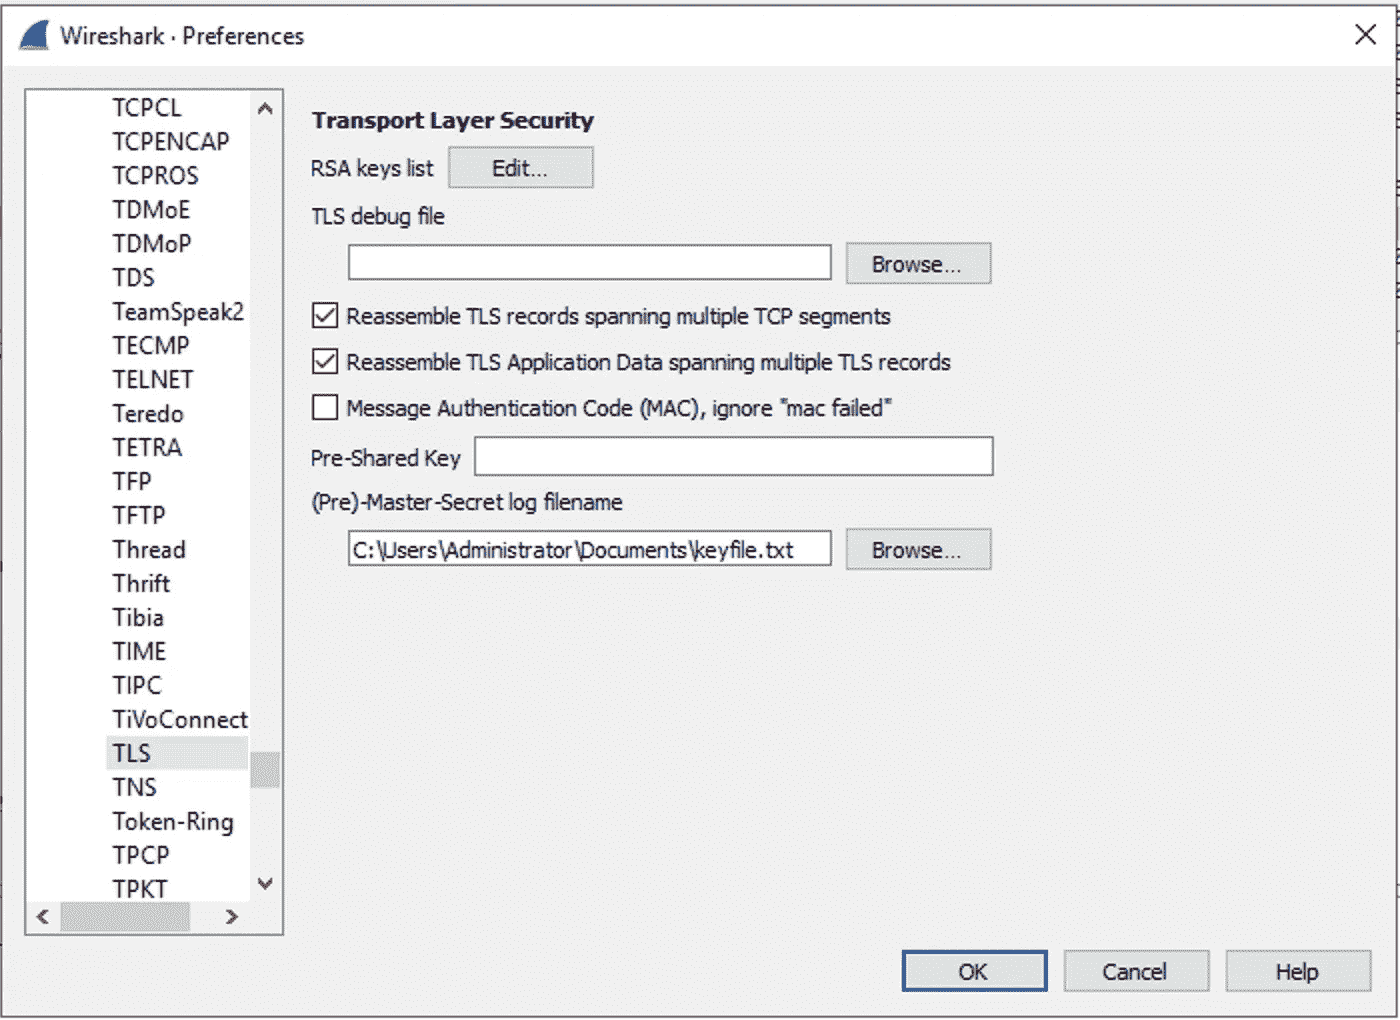 Wireshark · Preferences
TCPCL
TCPENCAP
TCPROS
TDMoE
TDMoP
TDS
TeamSpeak2
TECMP
TELNET
Teredo
TETRA
TFP
TFTP
Thread
Thrift
Tibia
TIME
TIPC
TiVoConnect
TLS
TNS
Token-Ring
TPCP
TPKT
Transport Layer Security
RSA keys list Edit...
TLS debug file
Browse...
Reassemble TLS records spanning multiple TCP segments
Reassemble TLS Application Data spanning multiple TLS records
Message Authentication Code (MAC), ignore "mac failed"
Pre-Shared Key
(Pre)-Master-Secret log filename
C:\Users\Administrator\Documents\keyfile.txt Browse...
OK Cancel Help